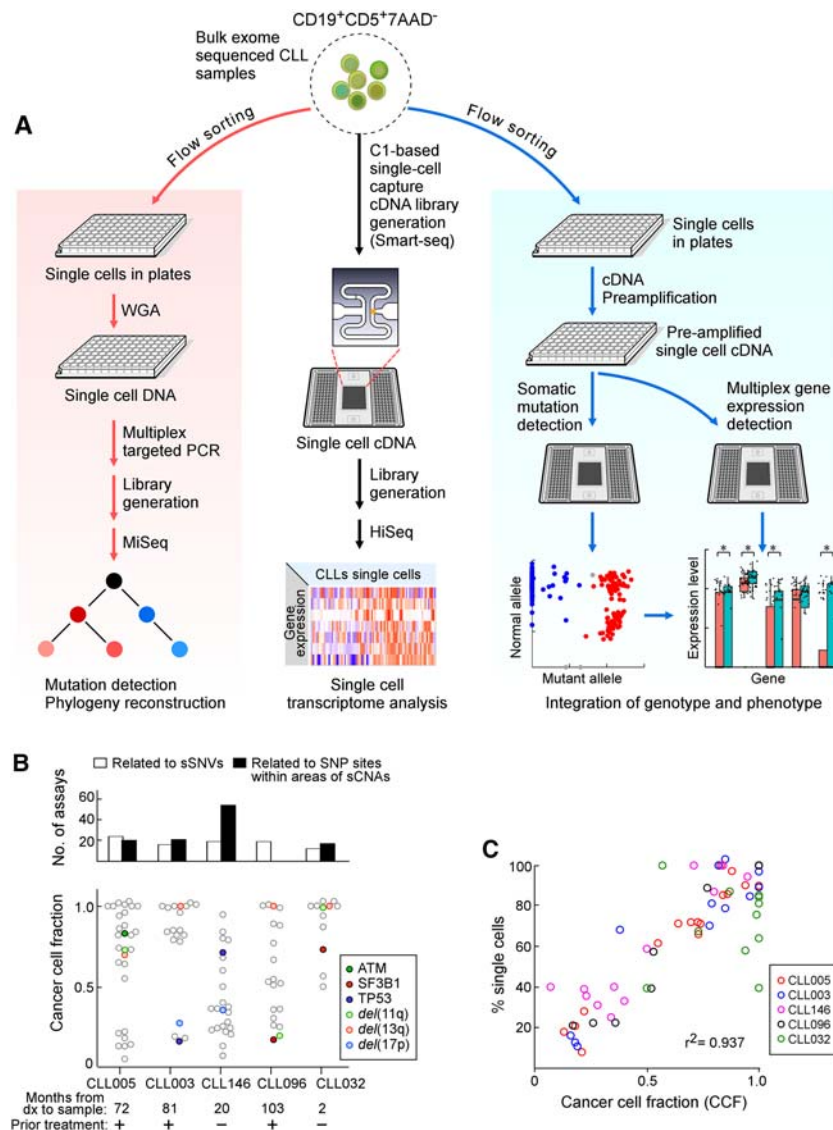 CD19+CD5+7AAD-
Bulk exome
sequenced CLL
samples
A
Flow sorting
Flow sorting
C1-based
single-cell
capture
cDNA library
generation
(Smart-seq)
Single cells in plates
WGA
Single cell DNA
Multiplex
targeted PCR
Library
generation
MiSeq
Mutation detection
Phylogeny reconstruction
Single cell cDNA
Library
generation
HiSeq
CLLs single cells
Gene
expression
Single cell
transcriptome analysis
Single cells
in plates
cDNA
Preamplification
Pre-amplified
single cell cDNA
Somatic
mutation
detection
Multiplex gene
expression
detection
Normal allele
Mutant allele
Expression level
* * * *
Gene
Integration of genotype and phenotype
B
Related to sSNVs
Related to SNP sites
within areas of sCNAs
No. of assays
60
40
20
Cancer cell fraction
1.0
0.5
0
ATM
SF3B1
TP53
del(11q)
del(13q)
del(17p)
CLL005 CLL003 CLL146 CLL096 CLL032
Months from
dx to sample: 72 81 20 103 2
Prior treatment: + + − + −
C
% single cells
100
80
60
40
20
0 0.5 1.0
Cancer cell fraction (CCF)
r2= 0.937
CLL005
CLL003
CLL146
CLL096
CLL032